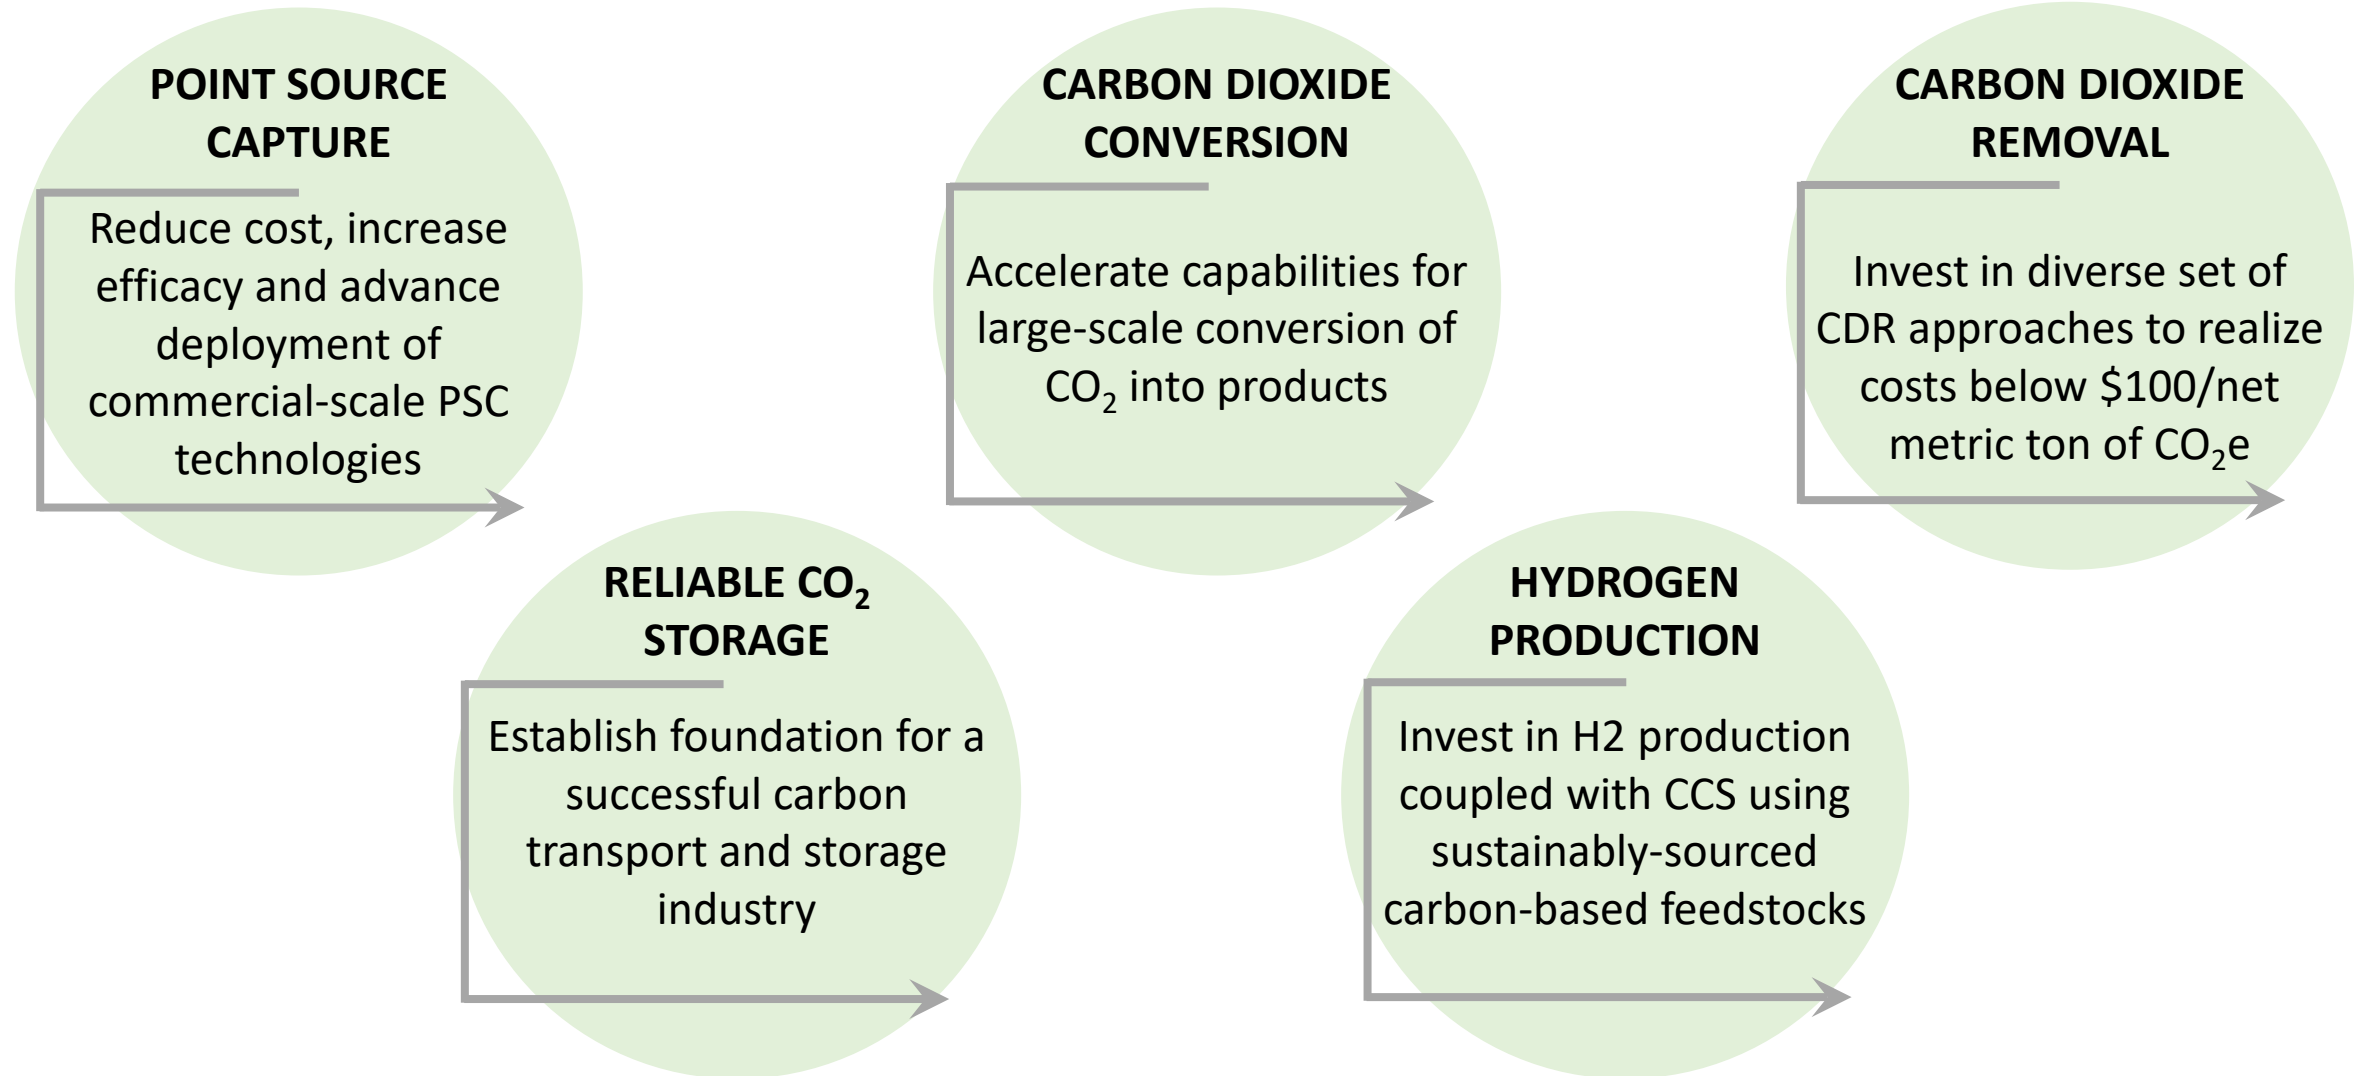 POINT SOURCE
CAPTURE
Reduce cost, increase
efficacy and advance
deployment of
commercial-scale PSC
technologies
CARBON DIOXIDE
CONVERSION
Accelerate capabilities for
large-scale conversion of
CO₂ into products
CARBON DIOXIDE
REMOVAL
Invest in diverse set of
CDR approaches to realize
costs below $100/net
metric ton of CO₂e
RELIABLE CO₂
STORAGE
Establish foundation for a
successful carbon
transport and storage
industry
HYDROGEN
PRODUCTION
Invest in H2 production
coupled with CCS using
sustainably-sourced
carbon-based feedstocks